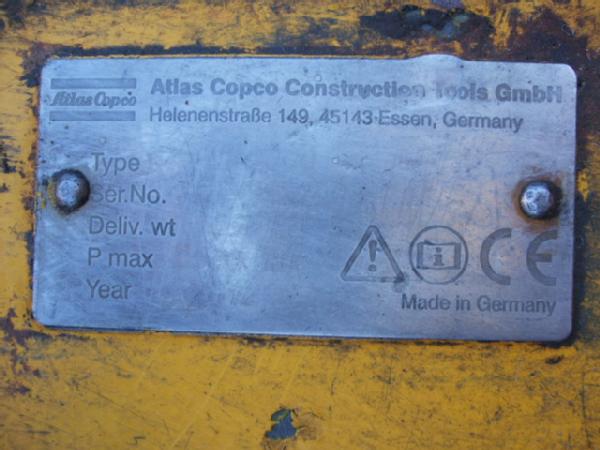 Atlas Copco
Atlas Copco Construction Tools GmbH
Helenenstraße 149, 45143 Essen, Germany
Type
Ser.No.
Deliv. wt
P max
Year
CE
Made in Germany